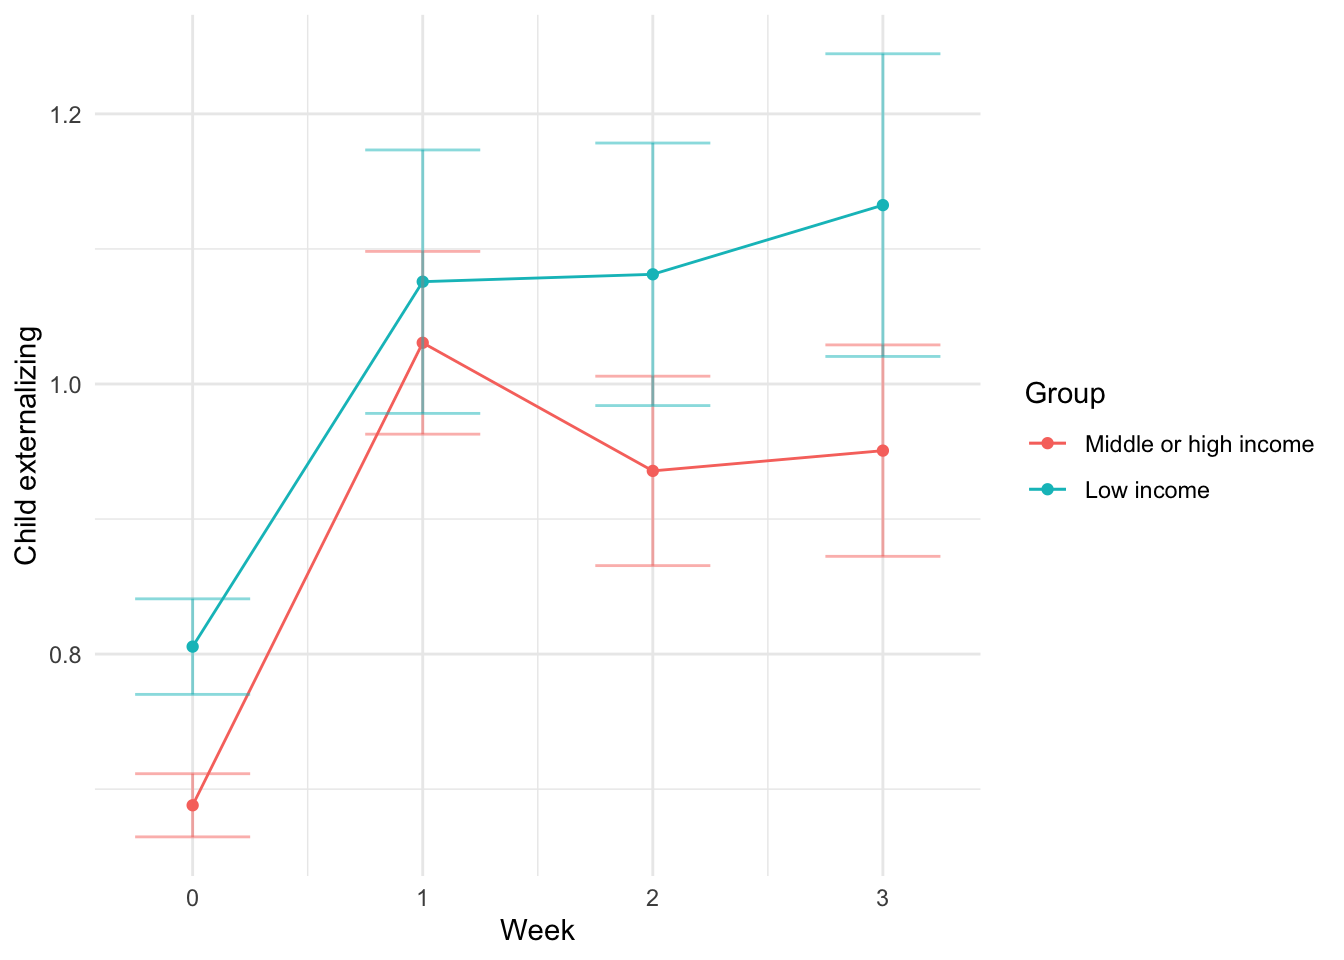 1.2
1.0
0.8
Child externalizing
0
1
2
3
Week
Group
Middle or high income
Low income